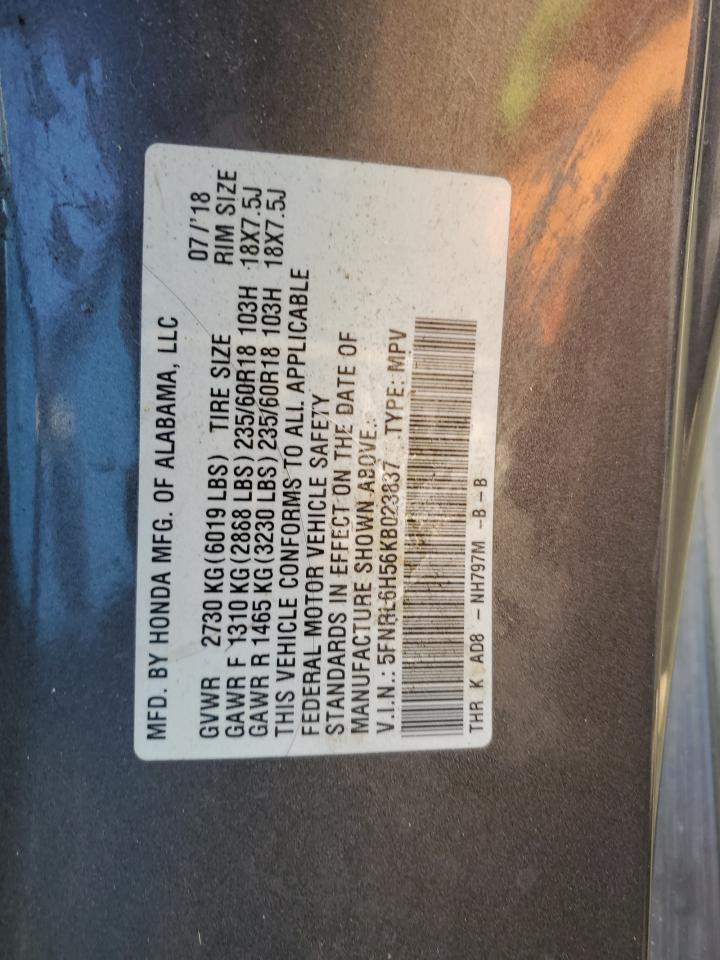 MFD. BY HONDA MFG. OF ALABAMA, LLC
07/'18
GVWR 2730 KG(6019 LBS) TIRE SIZE RIM SIZE
GAWR F 1310 KG(2888 LBS)235/60R18 103H 18X7.5J
GAWR R 1465 KG(3230 LBS)235/60R18 103H 18X7.5J
THIS VEHICLE CONFORMS TO ALL APPLICABLE
FEDERAL MOTOR VEHICLE SAFETY
STANDARDS IN EFFECT ON THE DATE OF
MANUFACTURE SHOWN ABOVE.
V.I.N.: 5FNRL6H56KB023837 TYPE: MPV
THR K AD8 - NH797M -B -B